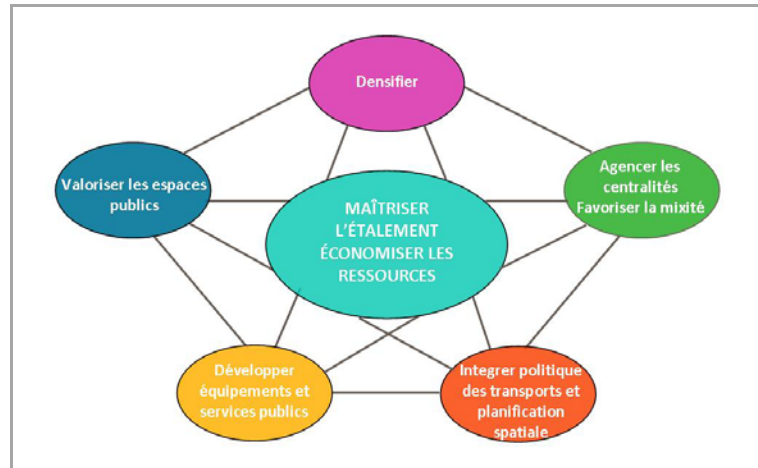 Densifier
Valoriser les espaces
publics
Agencer les
centralités
Favoriser la mixité
MAÎTRISER
L'ÉTALEMENT
ÉCONOMISER LES
RESSOURCES
Développer
équipements et
services publics
Integrer politique
des transports et
planification
spatiale